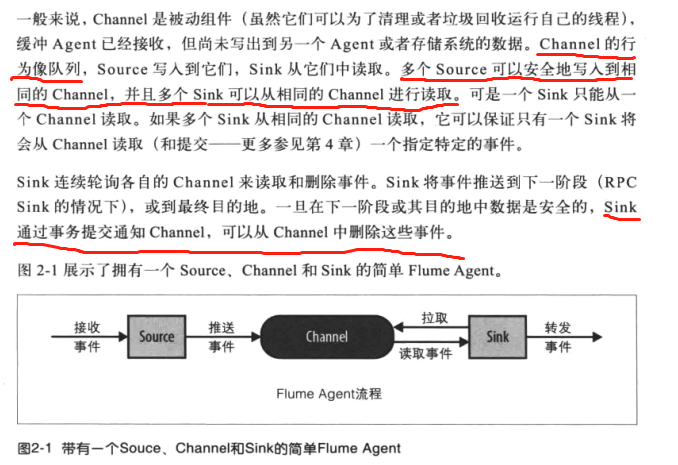 一般来说，Channel 是被动组件（虽然它们可以为了清理或者垃圾回收运行自己的线程），
缓冲 Agent 已经接收，但尚未写出到另一个 Agent 或者存储系统的数据。Channel 的行
为像队列，Source 写入到它们，Sink 从它们中读取。多个 Source 可以安全地写入到相
同的 Channel，并且多个 Sink 可以从相同的 Channel 进行读取。可是一个 Sink 只能从一
个 Channel 读取。如果多个 Sink 从相同的 Channel 读取，它可以保证只有一个 Sink 将
会从 Channel 读取（和提交——更多参见第 4 章）一个指定特定的事件。
Sink 连续轮询各自的 Channel 来读取和删除事件。Sink 将事件推送到下一阶段（RPC
Sink 的情况下），或到最终目的地。一旦在下一阶段或其目的地中数据是安全的，Sink
通过事务提交通知 Channel，可以从 Channel 中删除这些事件。
图 2-1 展示了拥有一个 Source、Channel 和 Sink 的简单 Flume Agent。
接收
事件
Source
推送
事件
Channel
拉取
读取事件
Sink
转发
事件
Flume Agent流程
图2-1 带有一个Souce、Channel和Sink的简单Flume Agent